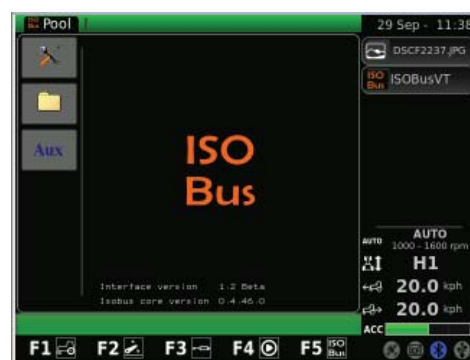 ISO Bus Pool
29 Sep - 11:38
DSCF2237.JPG
ISO Bus ISOBusVT
Aux
ISO
Bus
Interface version 1.2 Beta
Isobus core version 0.4.46.0
AUTO AUTO
1000 - 1600 rpm
H1
20.0 kph
20.0 kph
ACC
F1 F2 F3 F4 F5 ISO Bus